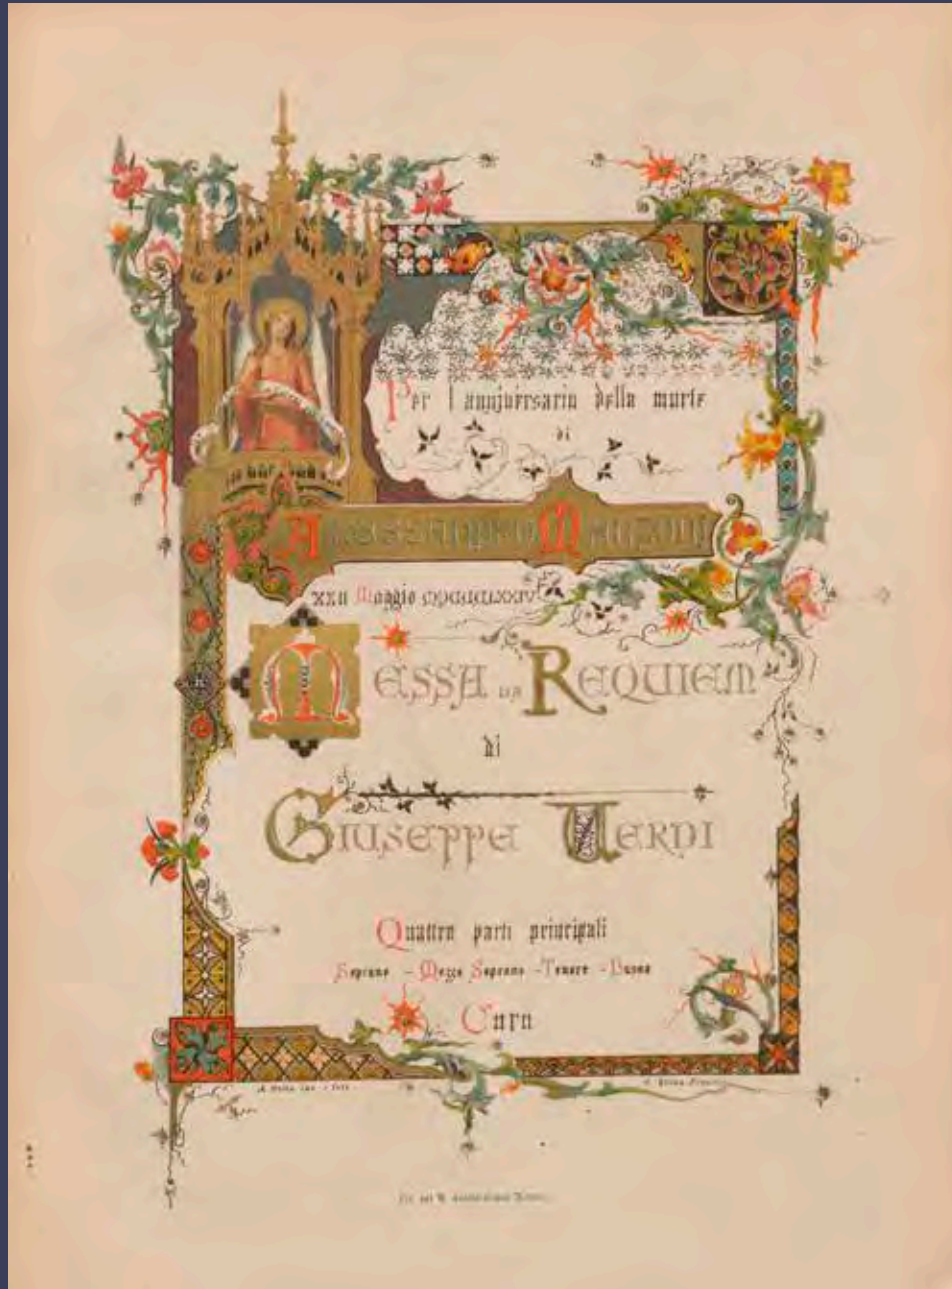 Per l'anniversario della morte
di
Alessandro Manzoni
XXII Maggio MDCCCLXXIV
Messa da Requiem
di
Giuseppe Verdi
Quattro parti principali
Soprano - Mezzo Soprano - Tenore - Basso
Coro